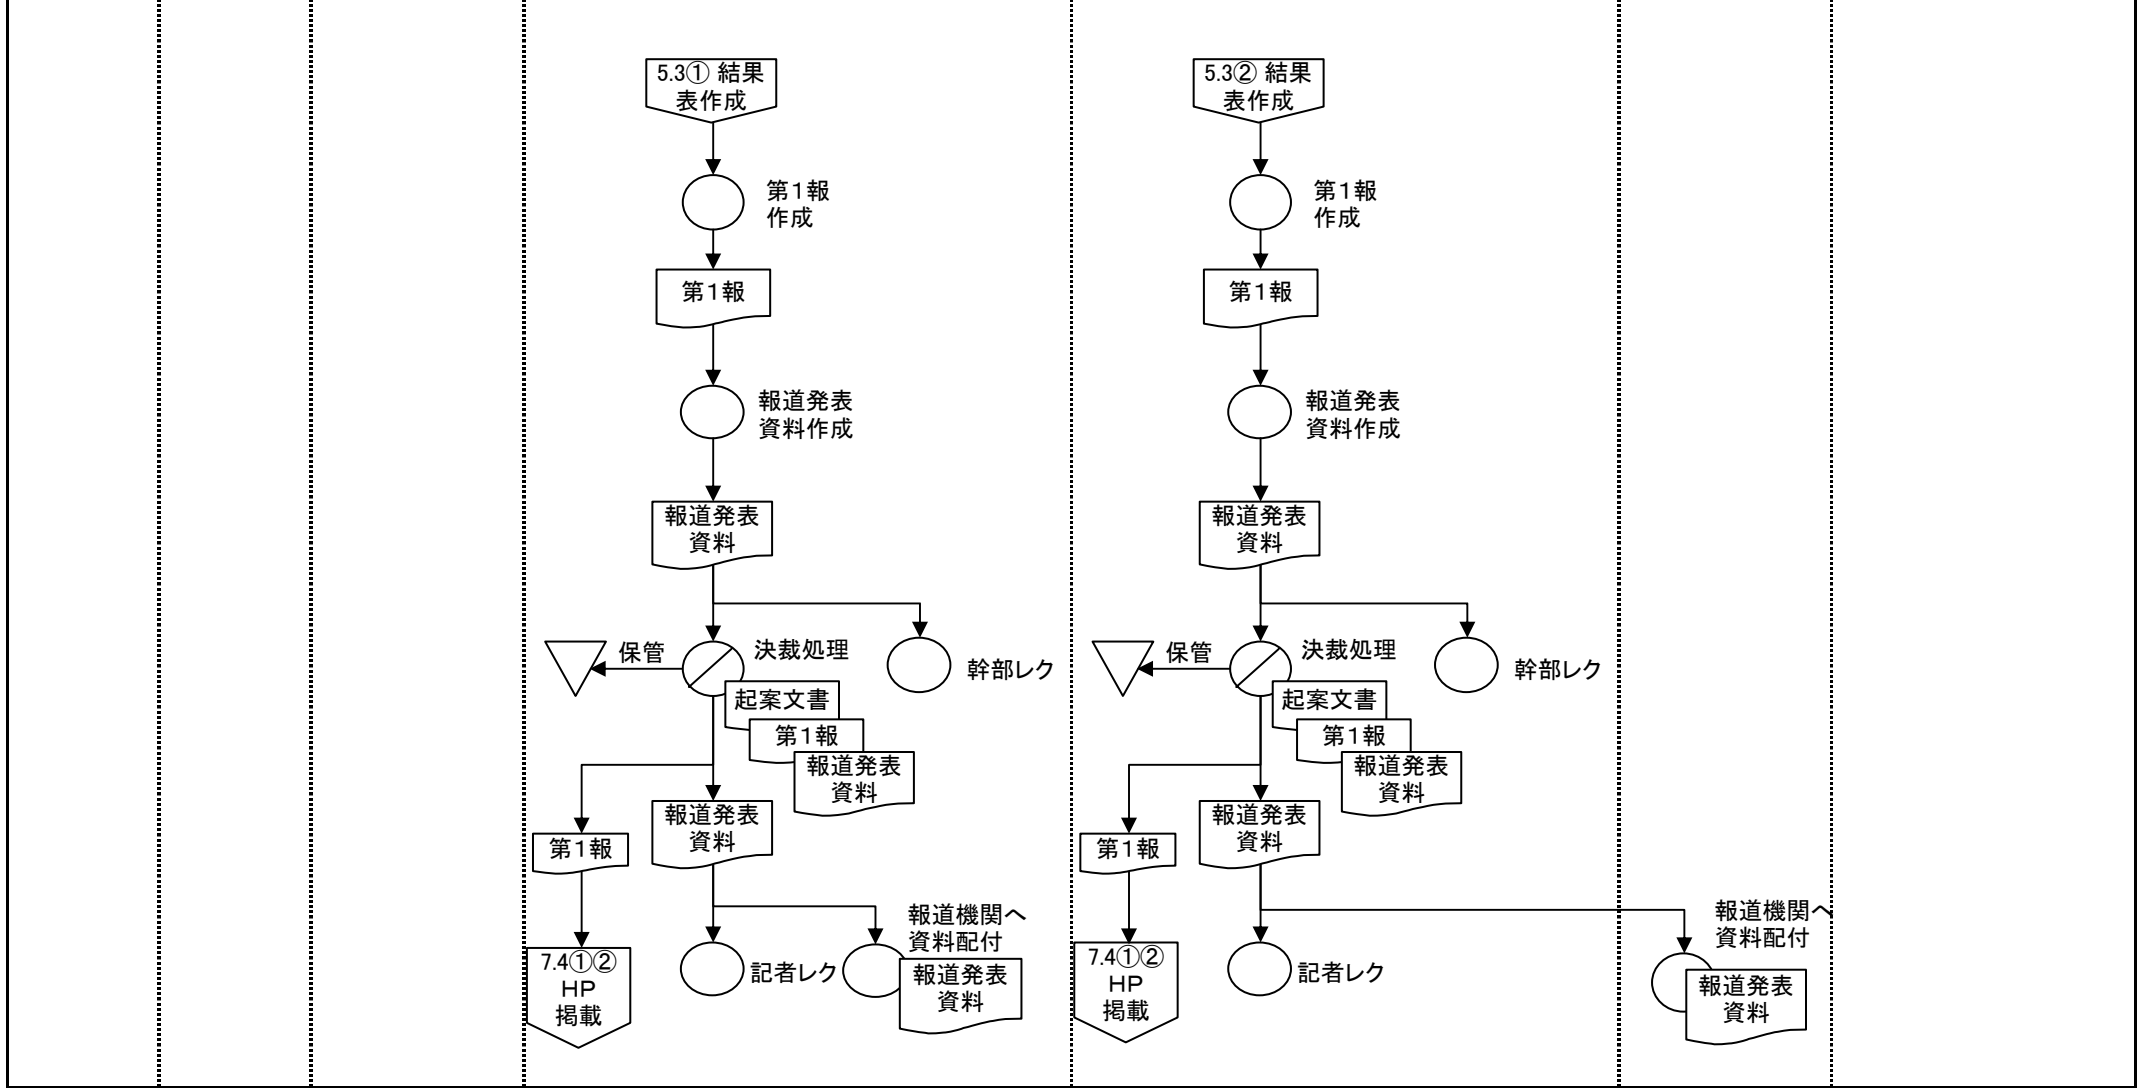 5.3① 結果
表作成
第１報
作成
第１報
報道発表
資料作成
報道発表
資料
保管
決裁処理
幹部レク
起案文書
第１報
報道発表
資料
第１報
報道発表
資料
7.4①②
ＨＰ
掲載
記者レク
報道機関へ
資料配付
報道発表
資料
5.3② 結果
表作成
第１報
作成
第１報
報道発表
資料作成
報道発表
資料
保管
決裁処理
幹部レク
起案文書
第１報
報道発表
資料
第１報
報道発表
資料
7.4①②
ＨＰ
掲載
記者レク
報道機関へ
資料配付
報道発表
資料